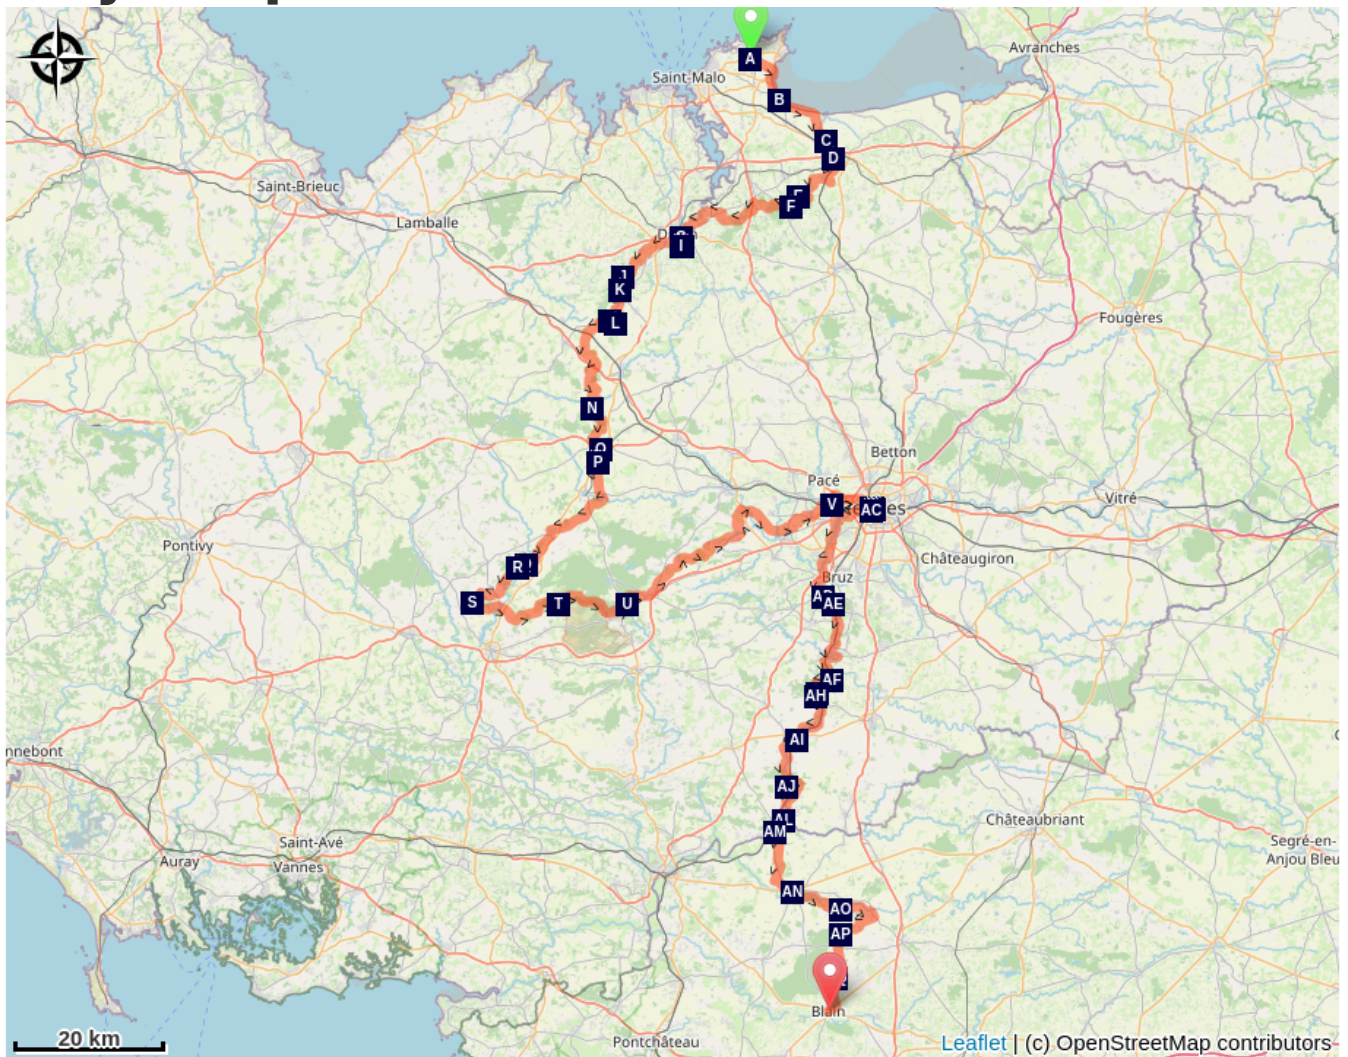 A
Avranches
Saint-Malo
B
C
D
Saint-Brieuc
F
Lamballe
I
J
K
Fougères
L
N
Betton
O
P
Pacé
Vitré
V
AC
Pontivy
Châteaugiron
R
Bruz
S
T
U
AE
AF
AH
AI
nnebont
AJ
Châteaubriant
AL
AM
Saint-Avé
Segré-en-
Anjou Bleu
Auray
Vannes
AN
AO
AP
Blain
20 km
Pontchâteau
Leaflet | (c) OpenStreetMap contributors